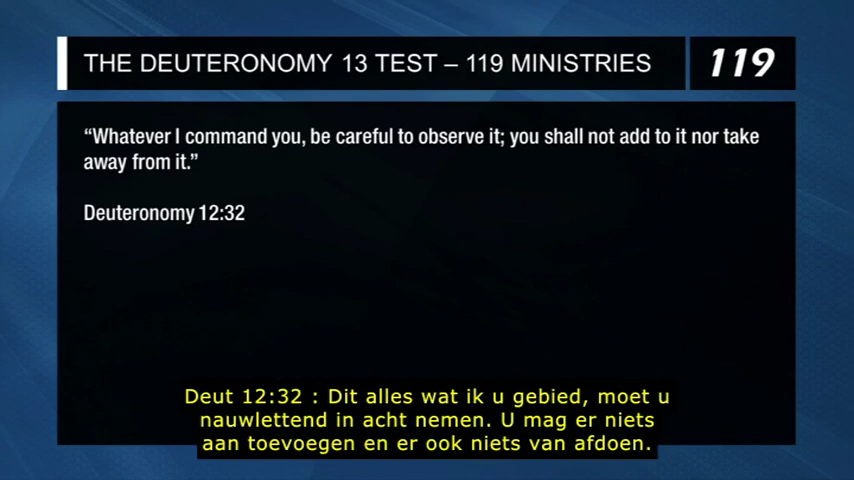 THE DEUTERONOMY 13 TEST – 119 MINISTRIES
119
“Whatever I command you, be careful to observe it; you shall not add to it nor take
away from it.”
Deuteronomy 12:32
Deut 12:32 : Dit alles wat ik u gebied, moet u
nauwlettend in acht nemen. U mag er niets
aan toevoegen en er ook niets van afdoen.